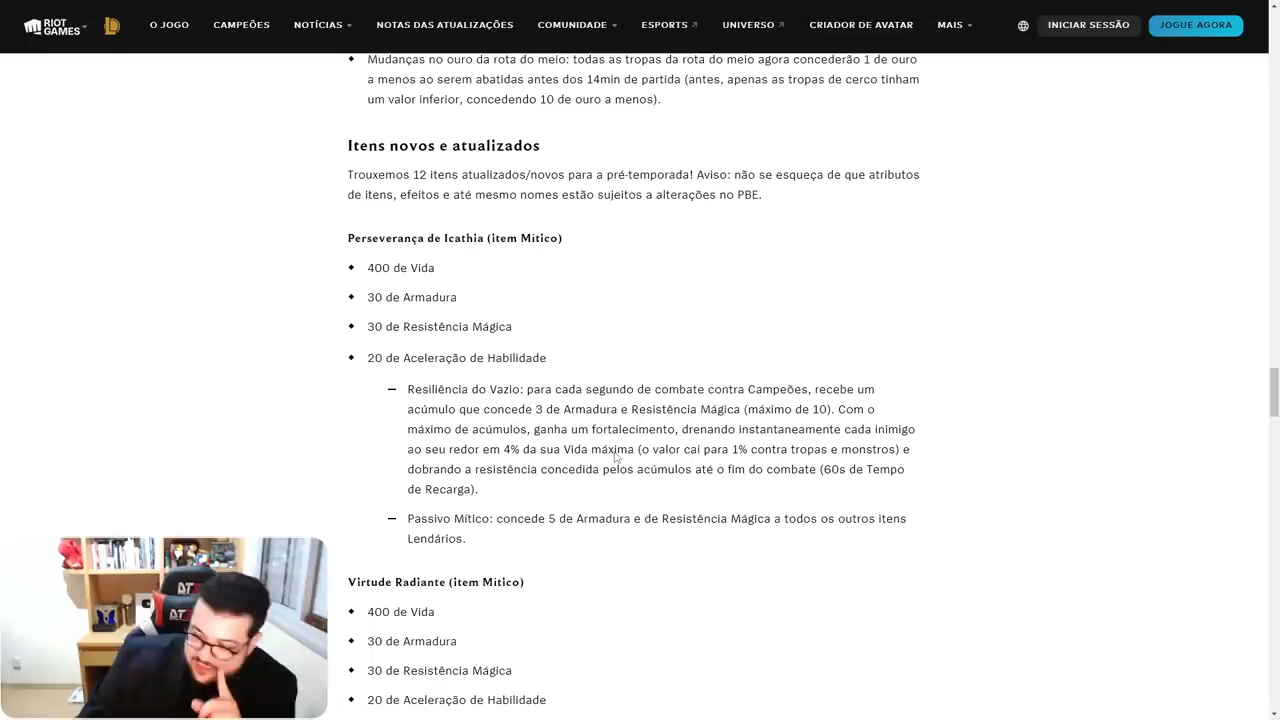 RIOT GAMES
O JOGO CAMPEÕES NOTÍCIAS NOTAS DAS ATUALIZAÇÕES COMUNIDADE ESPORTS UNIVERSO CRIADOR DE AVATAR MAIS INICIAR SESSÃO JOGUE AGORA
Mudanças no ouro da rota do meio: todas as tropas da rota do meio agora concederão 1 de ouro
a menos ao serem abatidas antes dos 14min de partida (antes, apenas as tropas de cerco tinham
um valor inferior, concedendo 10 de ouro a menos).
Itens novos e atualizados
Trouxemos 12 itens atualizados/novos para a pré-temporada! Aviso: não se esqueça de que atributos
de itens, efeitos e até mesmo nomes estão sujeitos a alterações no PBE.
Perseverança de Icathia (item Mítico)
400 de Vida
30 de Armadura
30 de Resistência Mágica
20 de Aceleração de Habilidade
Resiliência do Vazio: para cada segundo de combate contra Campeões, recebe um
acúmulo que concede 3 de Armadura e Resistência Mágica (máximo de 10). Com o
máximo de acúmulos, ganha um fortalecimento, drenando instantaneamente cada inimigo
ao seu redor em 4% da sua Vida máxima (o valor cai para 1% contra tropas e monstros) e
dobrando a resistência concedida pelos acúmulos até o fim do combate (60s de Tempo
de Recarga).
Passivo Mítico: concede 5 de Armadura e de Resistência Mágica a todos os outros itens
Lendários.
Virtude Radiante (item Mítico)
400 de Vida
30 de Armadura
30 de Resistência Mágica
20 de Aceleração de Habilidade